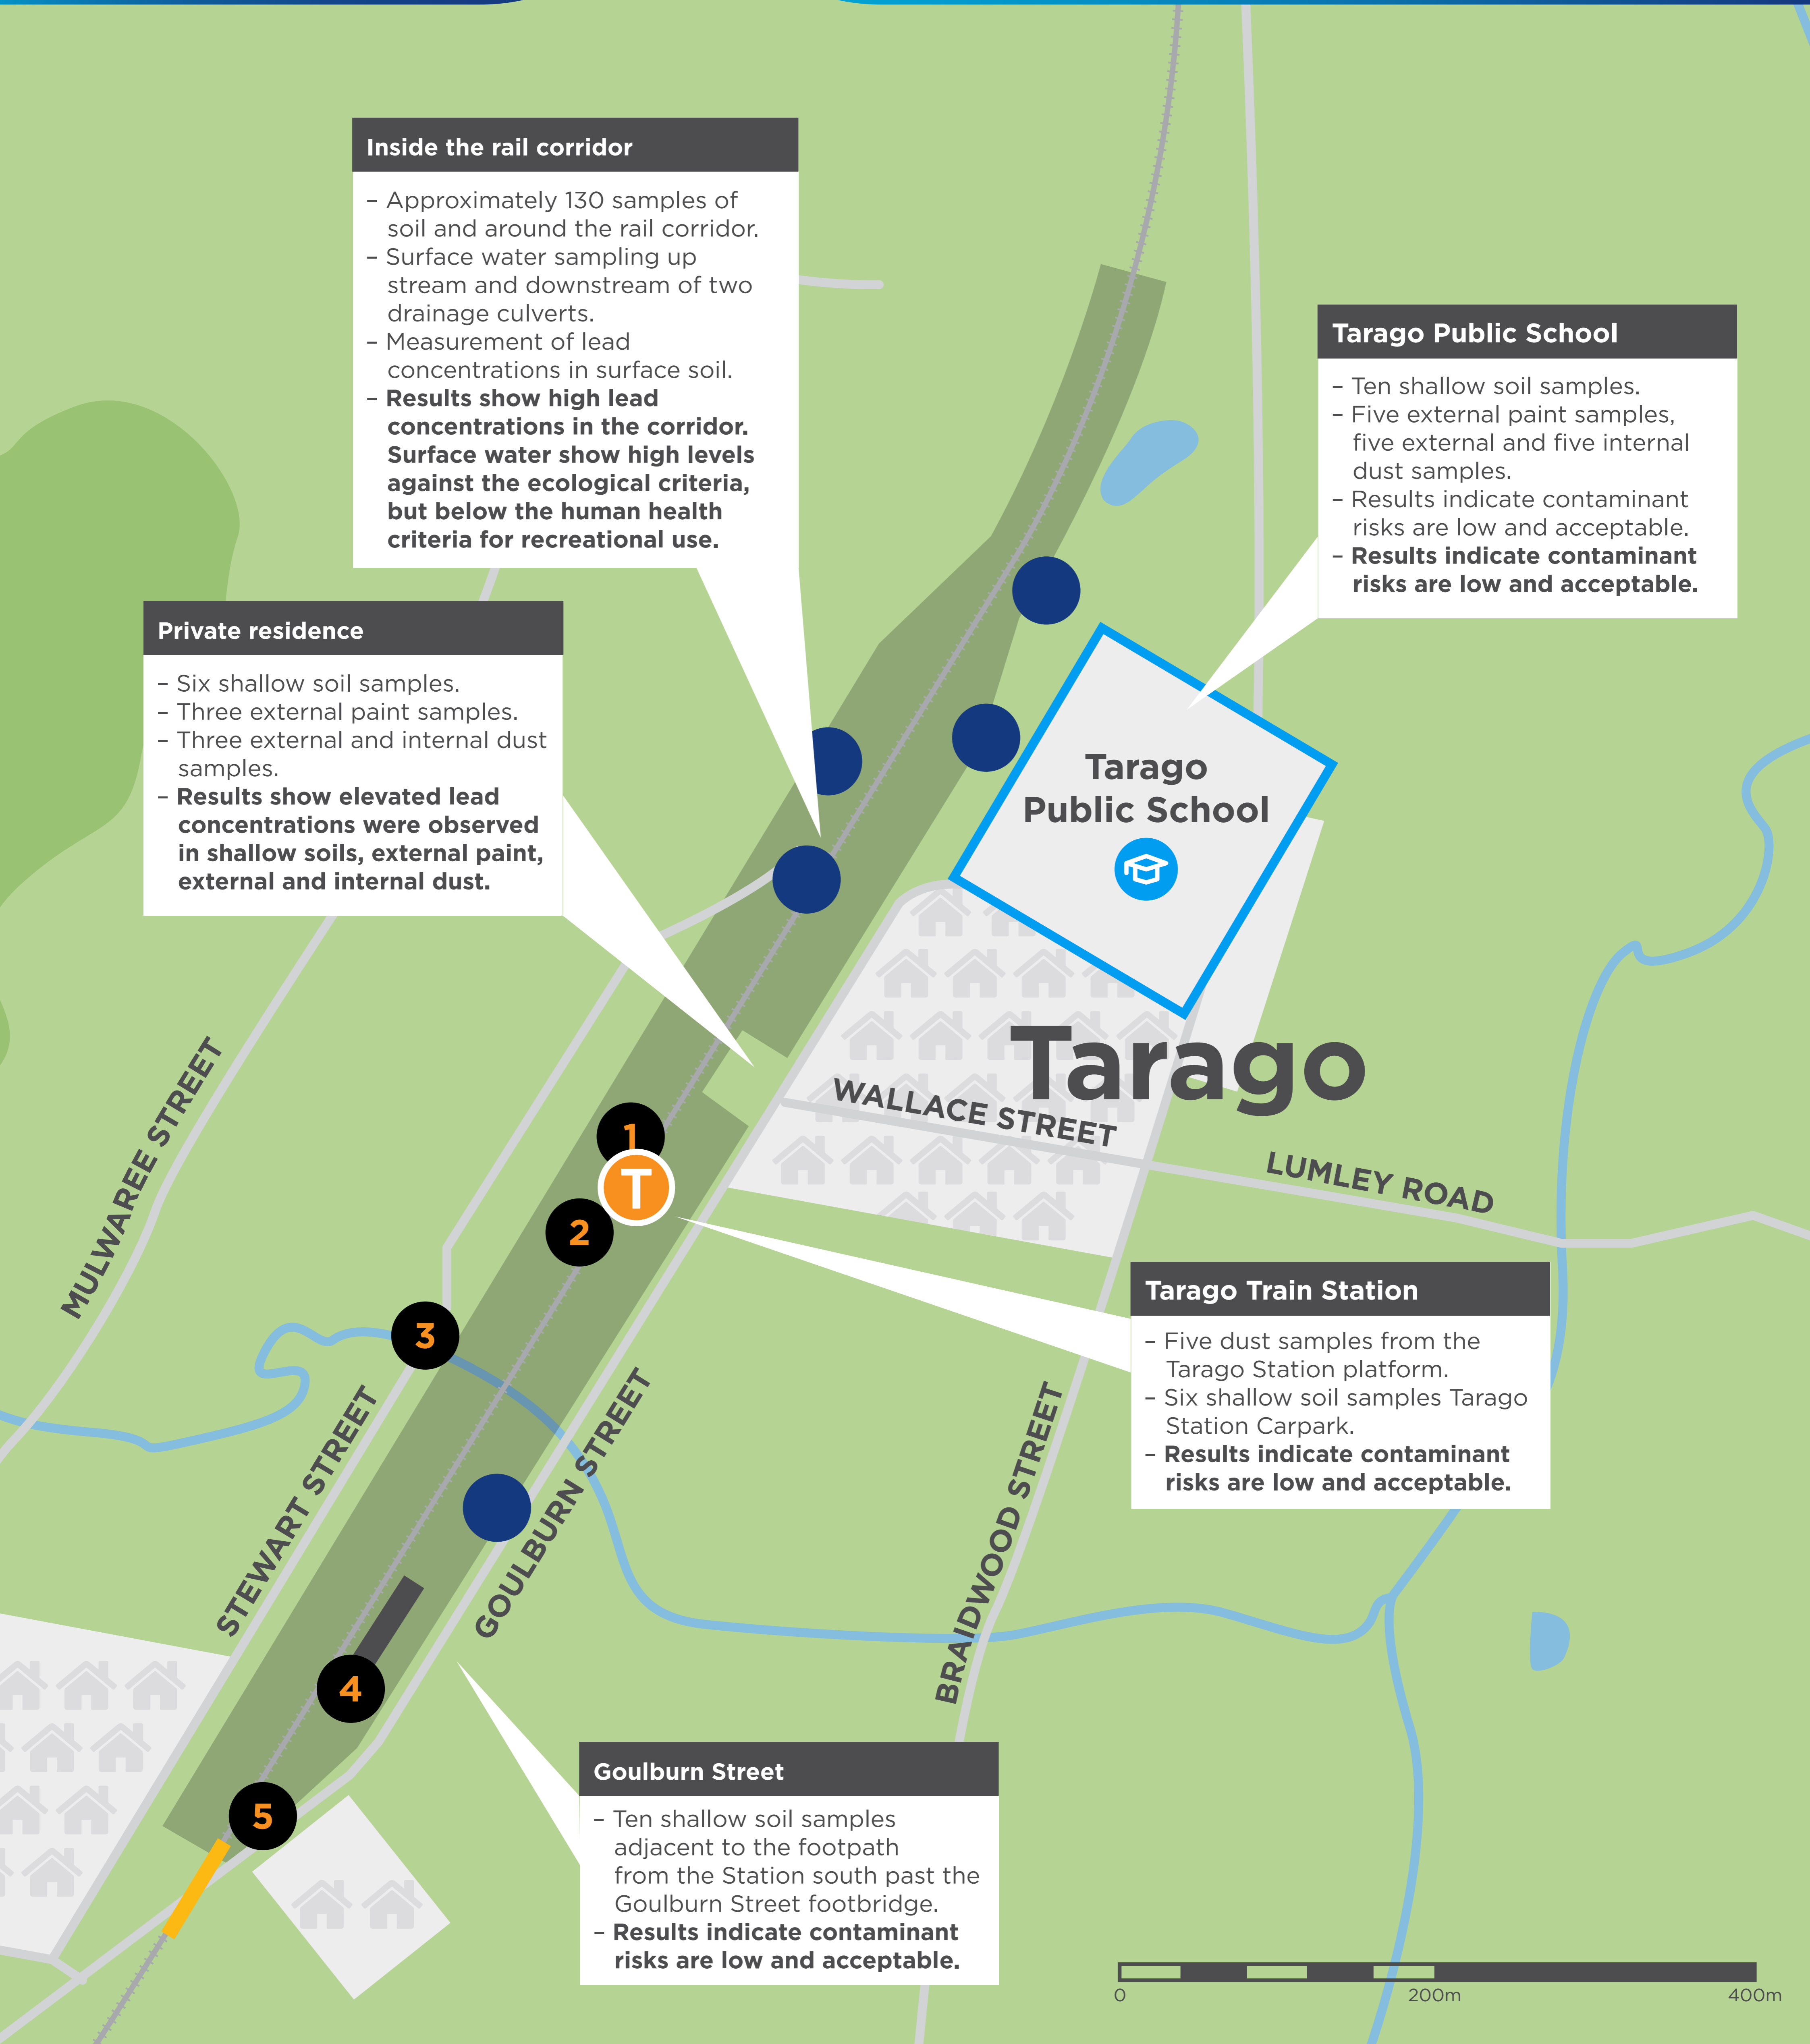 Inside the rail corridor
– Approximately 130 samples of
soil and around the rail corridor.
– Surface water sampling up
stream and downstream of two
drainage culverts.
– Measurement of lead
concentrations in surface soil.
– Results show high lead
concentrations in the corridor.
Surface water show high levels
against the ecological criteria,
but below the human health
criteria for recreational use.
Tarago Public School
– Ten shallow soil samples.
– Five external paint samples,
five external and five internal
dust samples.
– Results indicate contaminant
risks are low and acceptable.
– Results indicate contaminant
risks are low and acceptable.
Private residence
– Six shallow soil samples.
– Three external paint samples.
– Three external and internal dust
samples.
– Results show elevated lead
concentrations were observed
in shallow soils, external paint,
external and internal dust.
Tarago
Public School
Tarago
WALLACE STREET
LUMLEY ROAD
MULWAREE STREET
1
T
2
3
Tarago Train Station
– Five dust samples from the
Tarago Station platform.
– Six shallow soil samples Tarago
Station Carpark.
– Results indicate contaminant
risks are low and acceptable.
STEWART STREET
GOULBURN STREET
BRAIDWOOD STREET
4
5
Goulburn Street
– Ten shallow soil samples
adjacent to the footpath
from the Station south past the
Goulburn Street footbridge.
– Results indicate contaminant
risks are low and acceptable.
0 200m 400m